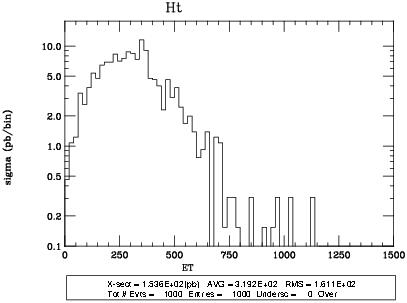 Ht
10.0
5.0
2.0
1.0
0.5
0.2
0.1
sigma (pb/bin)
0 250 500 750 1000 1250 1500
ET
X-sect = 1.536E+02(pb) AVG = 3.192E+02 RMS = 1.611E+02
Tot # Evts = 1000 Entries = 1000 Undersc = 0 Over